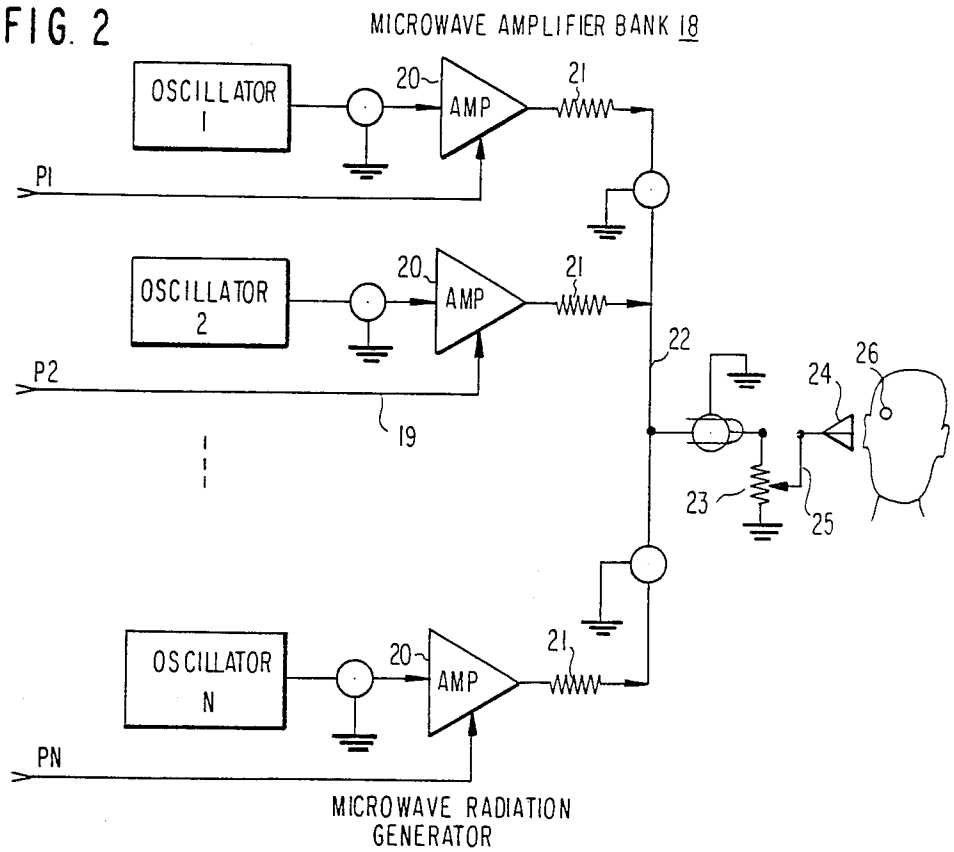 FIG. 2
MICROWAVE AMPLIFIER BANK 18
OSCILLATOR
1
20
AMP
21
P1
OSCILLATOR
2
20
AMP
21
P2
19
22
24
26
23
25
OSCILLATOR
N
20
AMP
21
PN
MICROWAVE RADIATION
GENERATOR